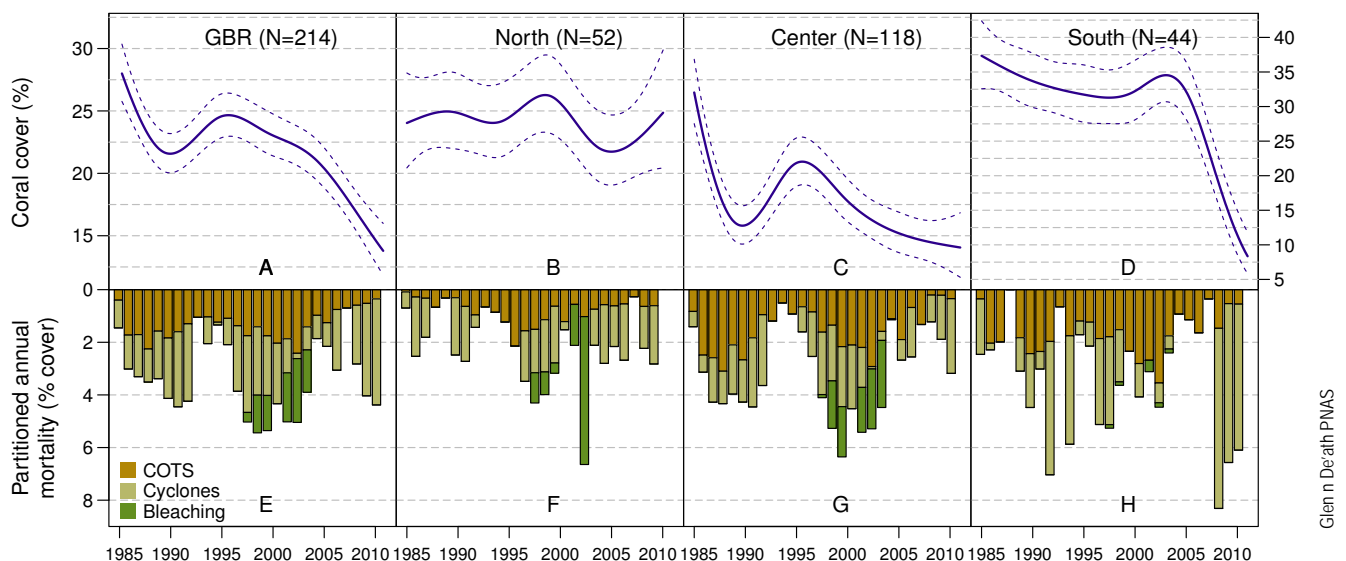 GBR (N=214)
North (N=52)
Center (N=118)
South (N=44)
Coral cover (%)
30
25
20
15
40
35
30
25
20
15
10
5
A
B
C
D
Partitioned annual
mortality (% cover)
0
2
4
6
8
COTS
Cyclones
Bleaching
E
F
G
H
1985 1990 1995 2000 2005 2010
1985 1990 1995 2000 2005 2010
1985 1990 1995 2000 2005 2010
1985 1990 1995 2000 2005 2010
Glen n De'ath PNAS